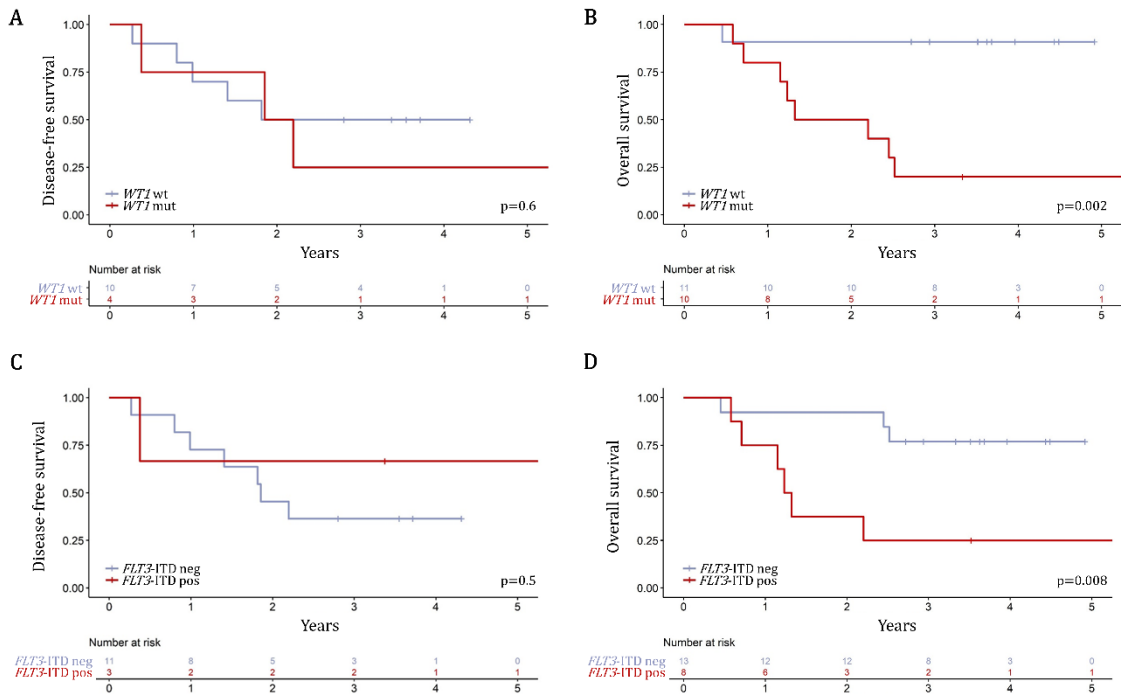 A
Disease-free survival
1.00
0.75
0.50
0.25
0.00
WT1 wt
WT1 mut
p=0.6
0 1 2 3 4 5
Years
Number at risk
WT1 wt 10 7 5 4 1 0
WT1 mut 4 3 2 1 1 1
0 1 2 3 4 5
B
Overall survival
1.00
0.75
0.50
0.25
0.00
WT1 wt
WT1 mut
p=0.002
0 1 2 3 4 5
Years
Number at risk
WT1 wt 11 10 10 8 3 0
WT1 mut 10 8 5 2 1 1
0 1 2 3 4 5
C
Disease-free survival
1.00
0.75
0.50
0.25
0.00
FLT3-ITD neg
FLT3-ITD pos
p=0.5
0 1 2 3 4 5
Years
Number at risk
FLT3-ITD neg 11 8 5 3 1 0
FLT3-ITD pos 3 2 2 2 1 1
0 1 2 3 4 5
D
Overall survival
1.00
0.75
0.50
0.25
0.00
FLT3-ITD neg
FLT3-ITD pos
p=0.008
0 1 2 3 4 5
Years
Number at risk
FLT3-ITD neg 13 12 12 8 3 0
FLT3-ITD pos 8 6 3 2 1 1
0 1 2 3 4 5